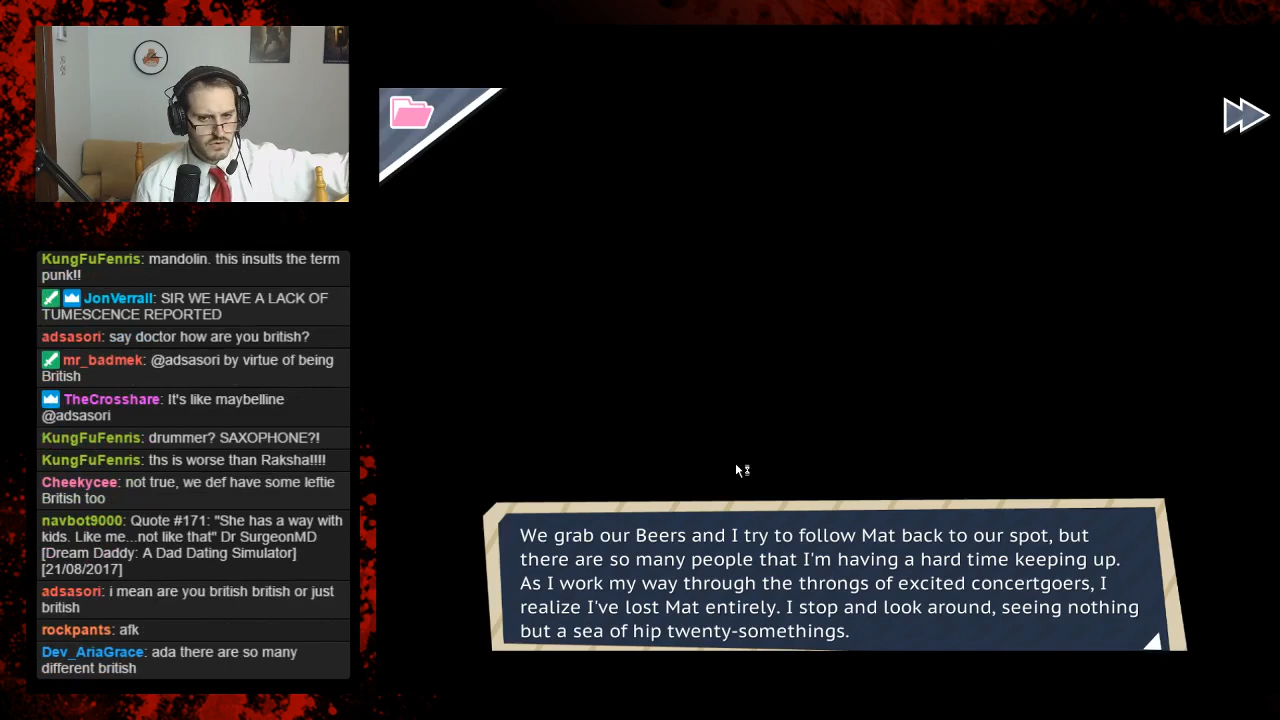 KungFuFenris: mandolin. this insults the term
punk!!
JonVerrall: SIR WE HAVE A LACK OF
TUMESCENCE REPORTED
adsasori: say doctor how are you british?
mr_badmek: @adsasori by virtue of being
British
TheCrosshare: It's like maybelline
@adsasori
KungFuFenris: drummer? SAXOPHONE?!
KungFuFenris: ths is worse than Raksha!!!!
Cheekycee: not true, we def have some leftie
British too
navbot9000: Quote #171: "She has a way with
kids. Like me...not like that" Dr SurgeonMD
[Dream Daddy: A Dad Dating Simulator]
[21/08/2017]
adsasori: i mean are you british british or just
british
rockpants: afk
Dev_AriaGrace: ada there are so many
different british
We grab our Beers and I try to follow Mat back to our spot, but
there are so many people that I'm having a hard time keeping up.
As I work my way through the throngs of excited concertgoers, I
realize I've lost Mat entirely. I stop and look around, seeing nothing
but a sea of hip twenty-somethings.